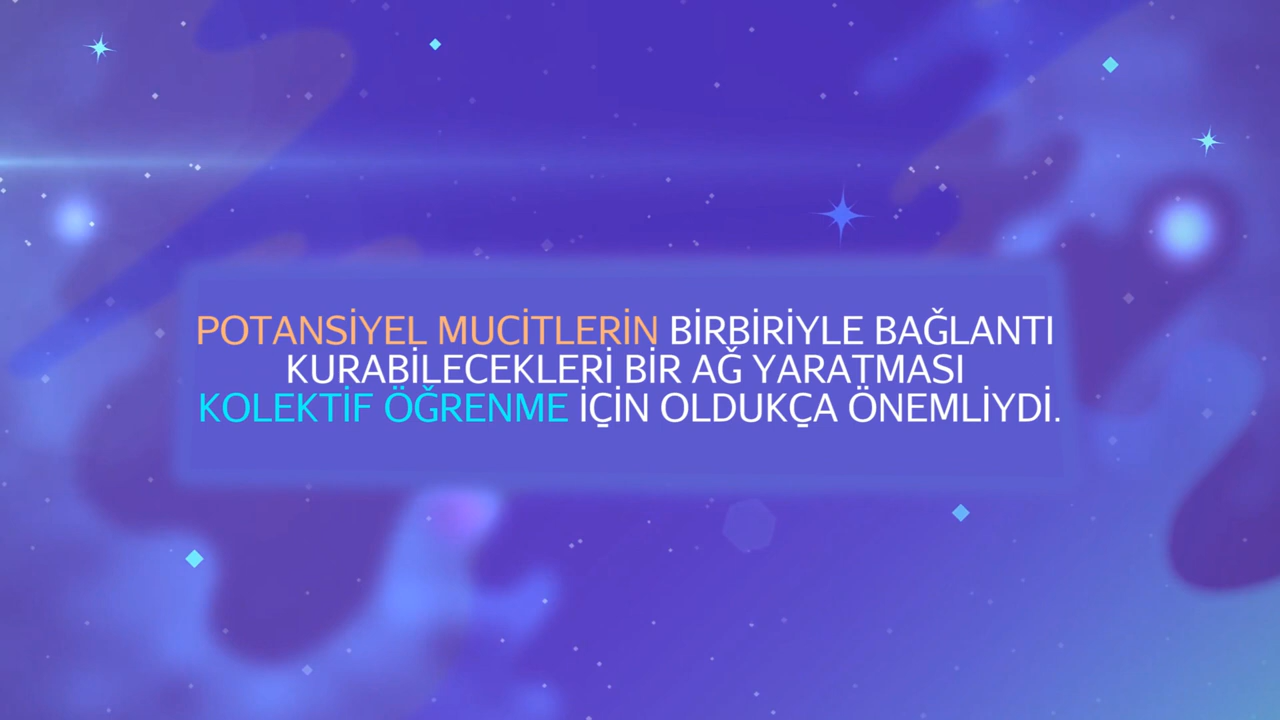 POTANSİYEL MUCİTLERİN BİRBİRİYLE BAĞLANTI
KURABİLECEKLERİ BİR AĞ YARATMASI
KOLEKTİF ÖĞRENME İÇİN OLDUKÇA ÖNEMLİYDİ.